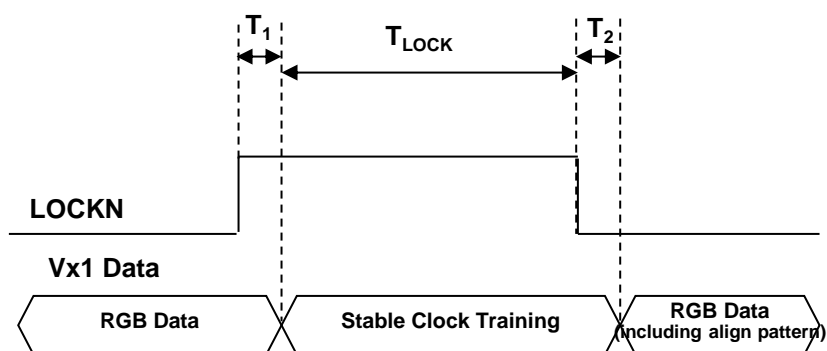 T1
TLOCK
T2
LOCKN
Vx1 Data
RGB Data
Stable Clock Training
RGB Data
(including align pattern)